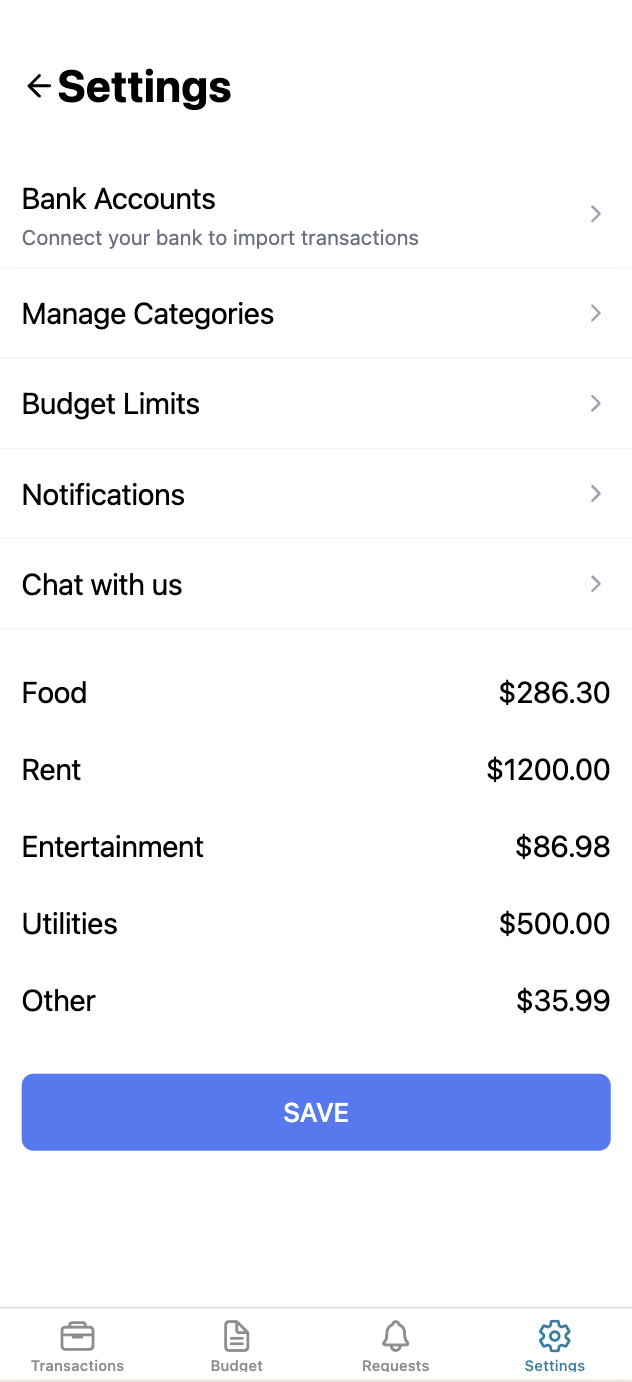 Settings
Bank Accounts
Connect your bank to import transactions
Manage Categories
Budget Limits
Notifications
Chat with us
Food $286.30
Rent $1200.00
Entertainment $86.98
Utilities $500.00
Other $35.99
SAVE
Transactions Budget Requests Settings